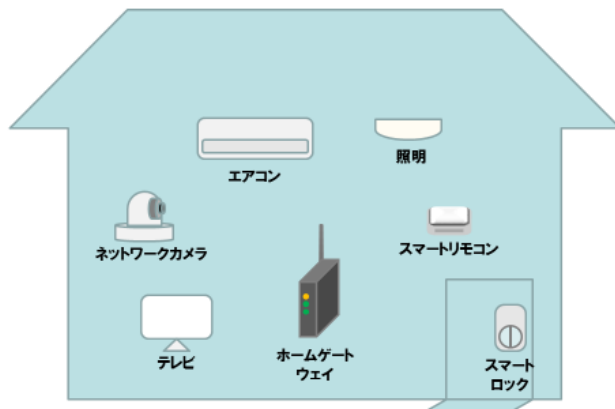 エアコン
照明
ネットワークカメラ
スマートリモコン
テレビ
ホームゲート
ウェイ
スマート
ロック